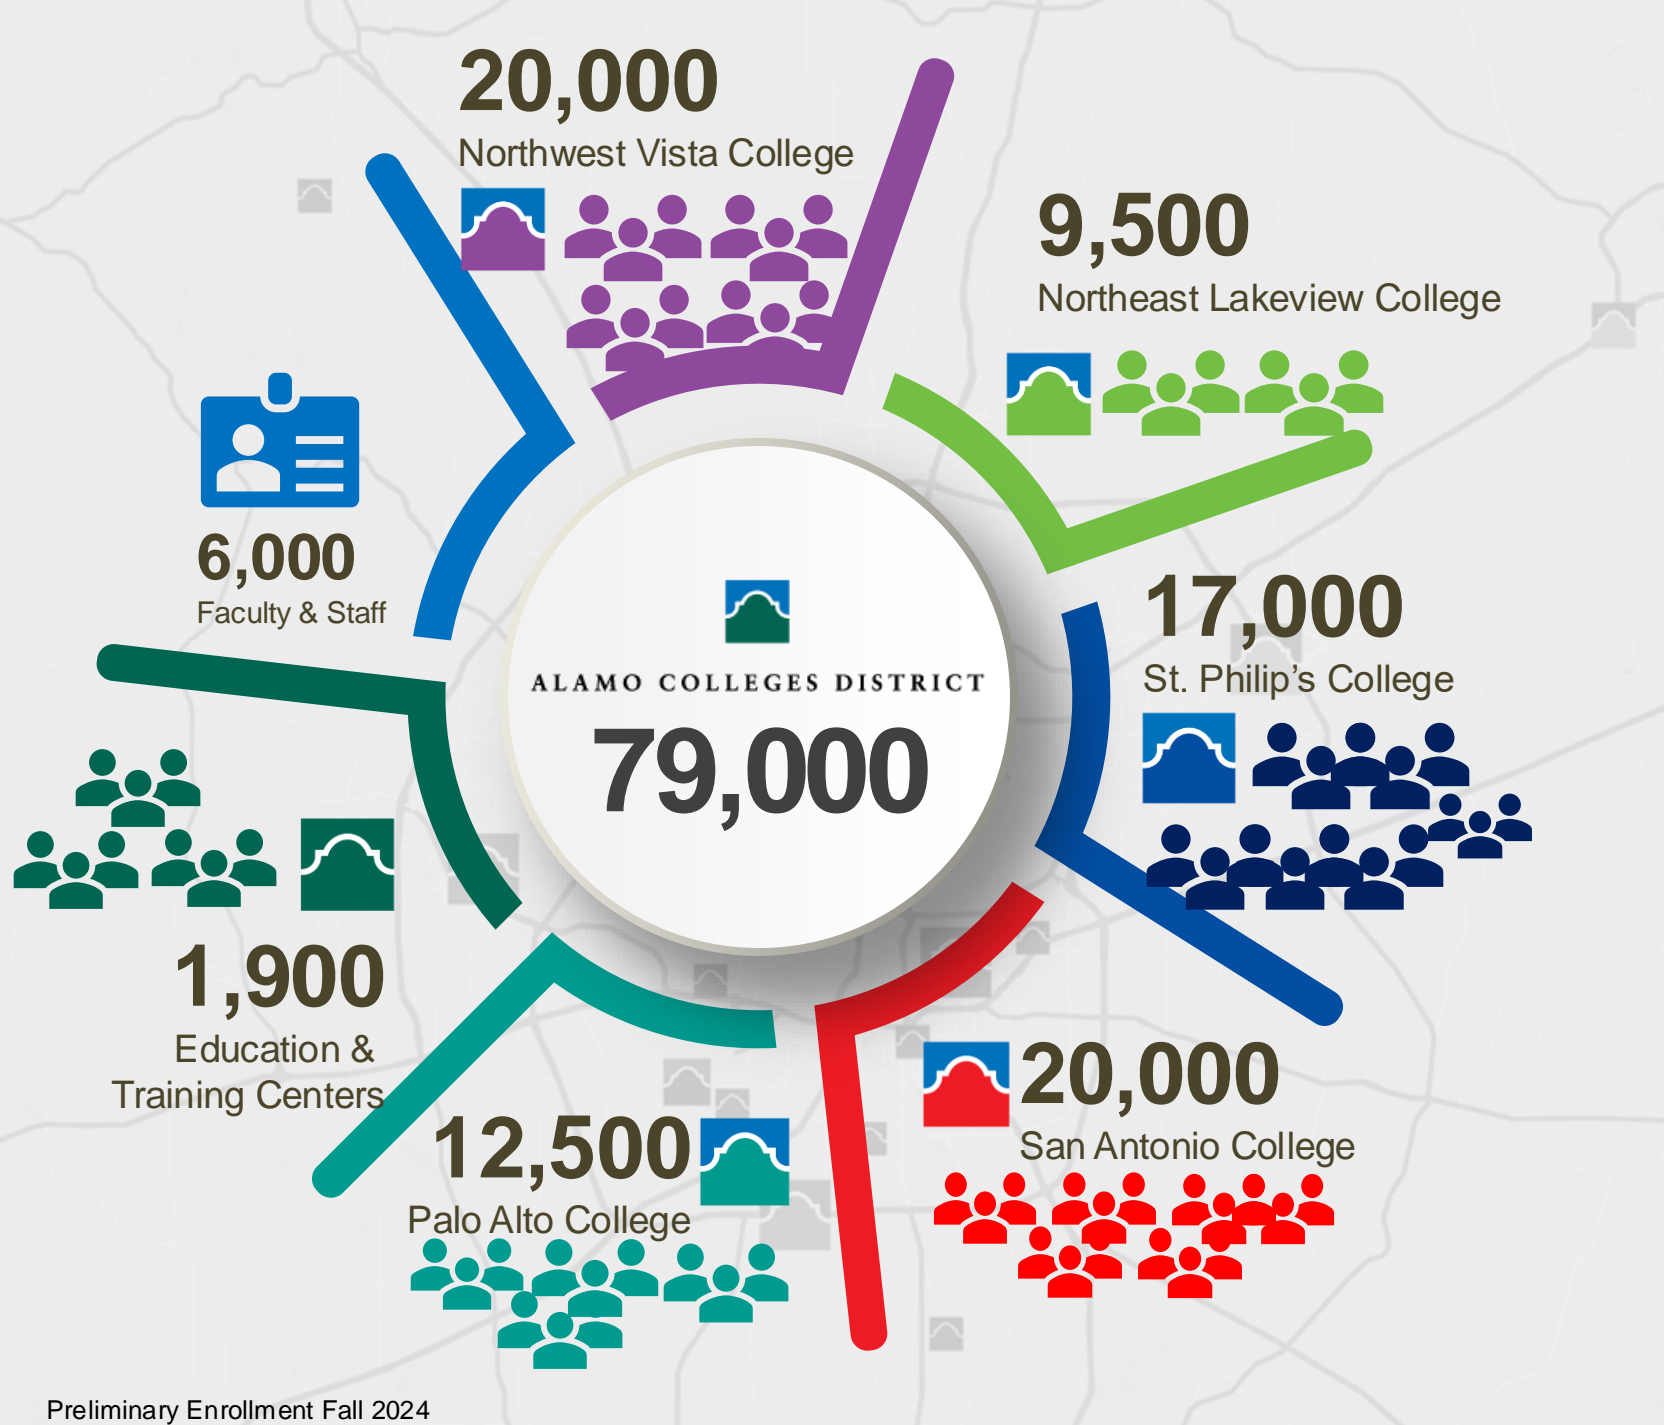 20,000
Northwest Vista College
9,500
Northeast Lakeview College
6,000
Faculty & Staff
ALAMO COLLEGES DISTRICT
79,000
17,000
St. Philip’s College
1,900
Education &
Training Centers
20,000
San Antonio College
12,500
Palo Alto College
Preliminary Enrollment Fall 2024